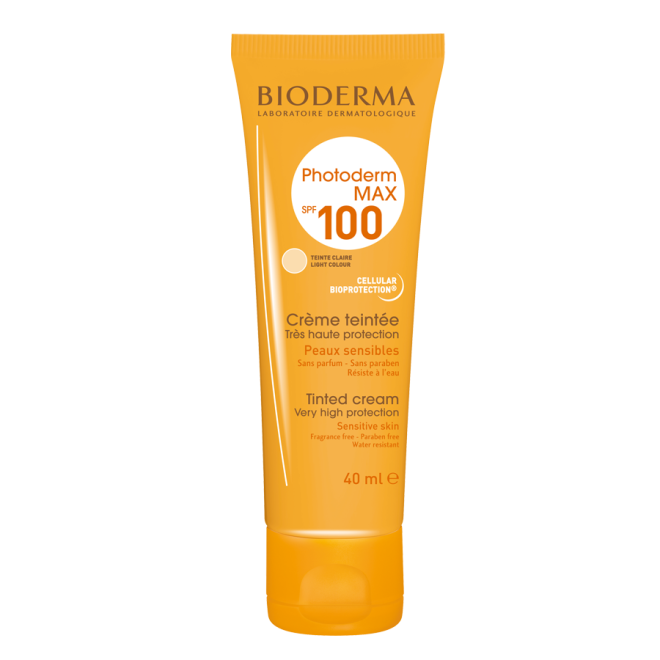 BIODERMA
LABORATOIRE DERMATOLOGIQUE
Photoderm
MAX
SPF 100
TEINTE CLAIRE
LIGHT COLOUR
CELLULAR
BIOPROTECTION®
Crème teintée
Très haute protection
Peaux sensibles
Sans parfum - Sans paraben
Résiste à l'eau
Tinted cream
Very high protection
Sensitive skin
Fragrance free - Paraben free
Water resistant
40 ml ℮